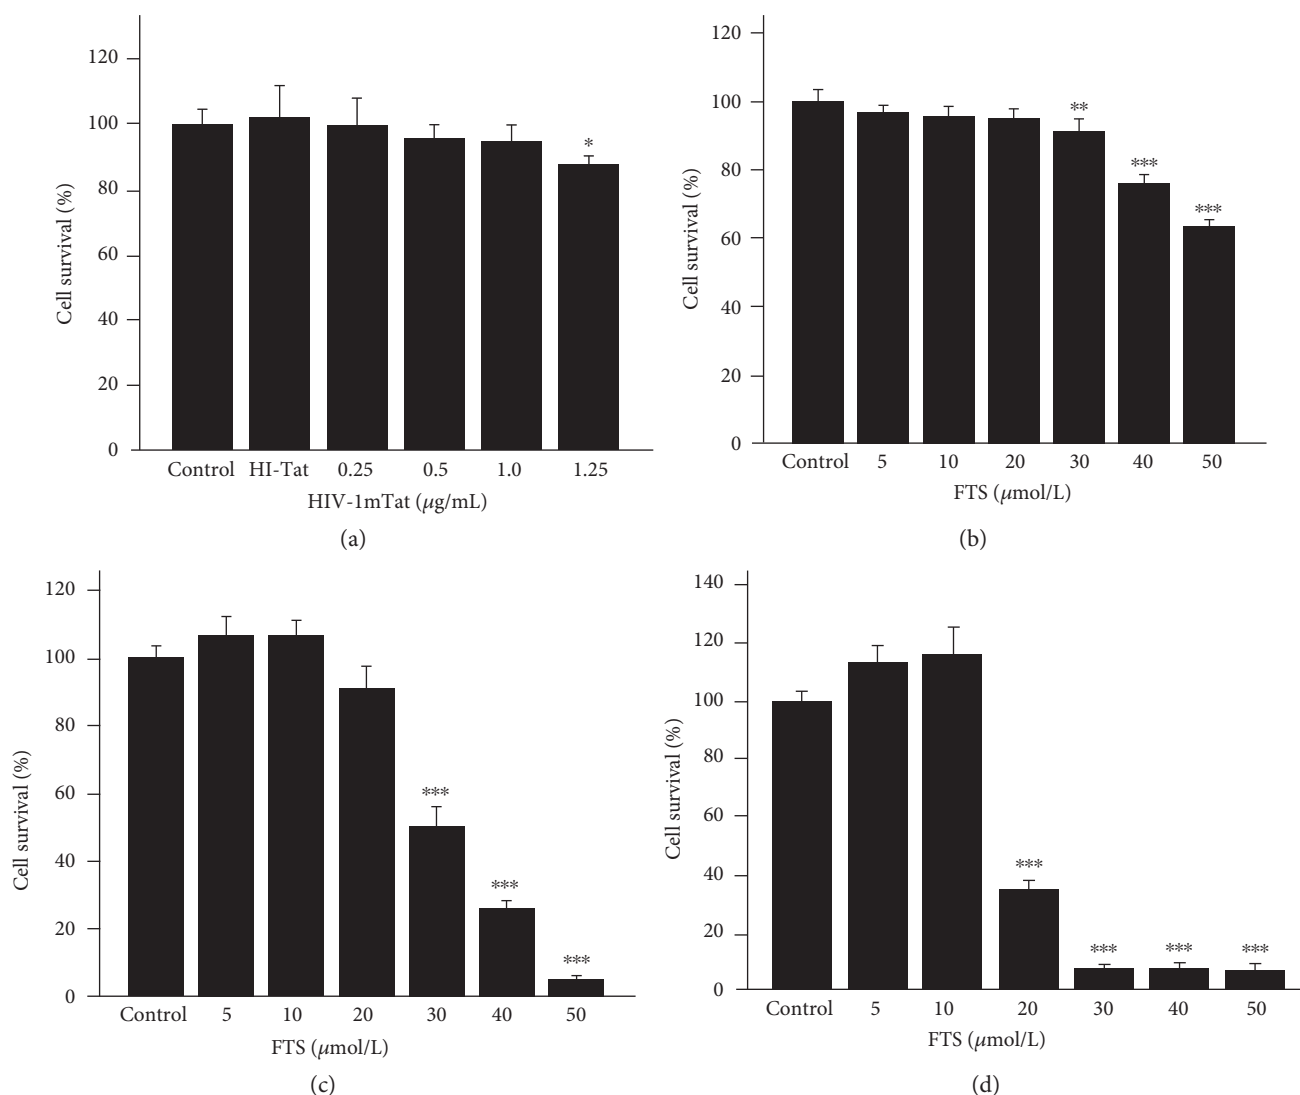 120
100
80
60
40
20
0
Cell survival (%)
*
Control HI-Tat 0.25 0.5 1.0 1.25
HIV-1mTat (μg/mL)
(a)
120
100
80
60
40
20
0
Cell survival (%)
**
***
***
Control 5 10 20 30 40 50
FTS (μmol/L)
(b)
120
100
80
60
40
20
0
Cell survival (%)
***
***
***
Control 5 10 20 30 40 50
FTS (μmol/L)
(c)
140
120
100
80
60
40
20
0
Cell survival (%)
***
*** *** ***
Control 5 10 20 30 40 50
FTS (μmol/L)
(d)